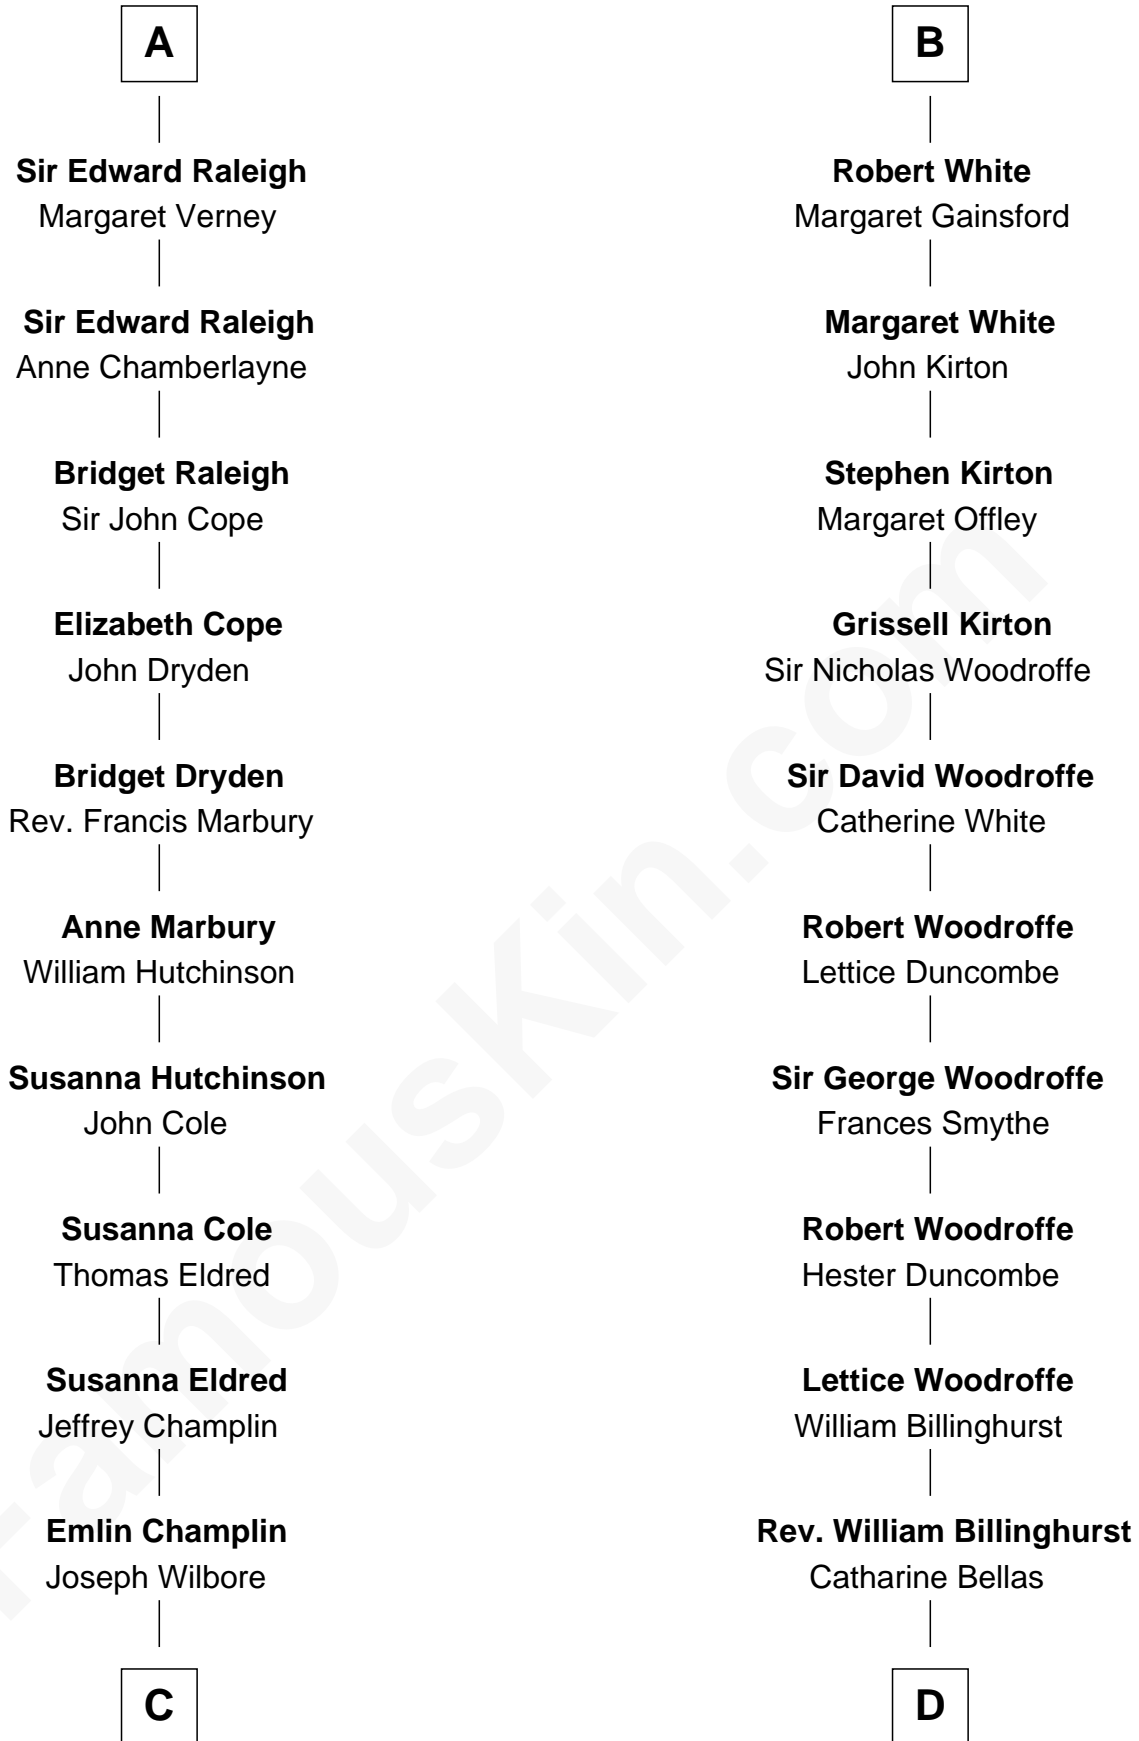 A
Sir Edward Raleigh
Margaret Verney
Sir Edward Raleigh
Anne Chamberlayne
Bridget Raleigh
Sir John Cope
Elizabeth Cope
John Dryden
Bridget Dryden
Rev. Francis Marbury
Anne Marbury
William Hutchinson
Susanna Hutchinson
John Cole
Susanna Cole
Thomas Eldred
Susanna Eldred
Jeffrey Champlin
Emlin Champlin
Joseph Wilbore
C
B
Robert White
Margaret Gainsford
Margaret White
John Kirton
Stephen Kirton
Margaret Offley
Grissell Kirton
Sir Nicholas Woodroffe
Sir David Woodroffe
Catherine White
Robert Woodroffe
Lettice Duncombe
Sir George Woodroffe
Frances Smythe
Robert Woodroffe
Hester Duncombe
Lettice Woodroffe
William Billinghurst
Rev. William Billinghurst
Catharine Bellas
D
FamousKin.com